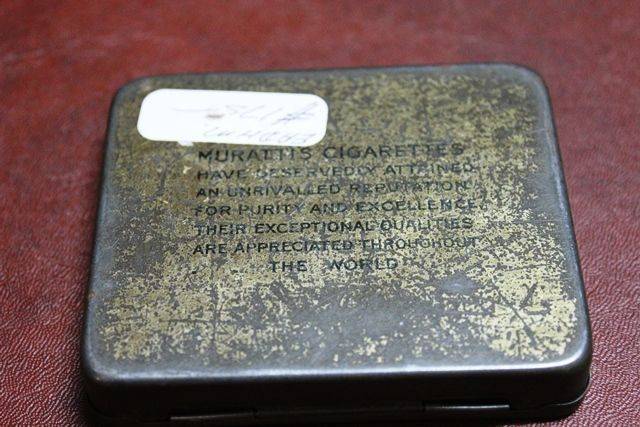 MURATTI'S CIGARETTES
HAVE DESERVEDLY ATTAINED
AN UNRIVALLED REPUTATION
FOR PURITY AND EXCELLENCE.
THEIR EXCEPTIONAL QUALITIES
ARE APPRECIATED THROUGHOUT
THE WORLD